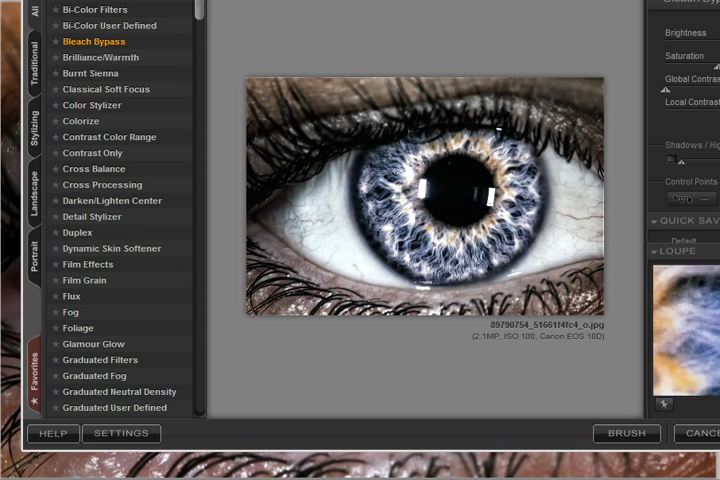 All
Traditional
Stylizing
Landscape
Portrait
Favorites
Bi-Color Filters
Bi-Color User Defined
Bleach Bypass
Brilliance/Warmth
Burnt Sienna
Classical Soft Focus
Color Stylizer
Colorize
Contrast Color Range
Contrast Only
Cross Balance
Cross Processing
Darken/Lighten Center
Detail Stylizer
Duplex
Dynamic Skin Softener
Film Effects
Film Grain
Flux
Fog
Foliage
Glamour Glow
Graduated Filters
Graduated Fog
Graduated Neutral Density
Graduated User Defined
89790754_51661f4fc4_o.jpg
(2.1MP, ISO 100, Canon EOS 10D)
Brightness
Saturation
Global Contras
Local Contras
Shadows / Hig
Control Points
QUICK SAV
Default
LOUPE
HELP
SETTINGS
BRUSH
CANCE